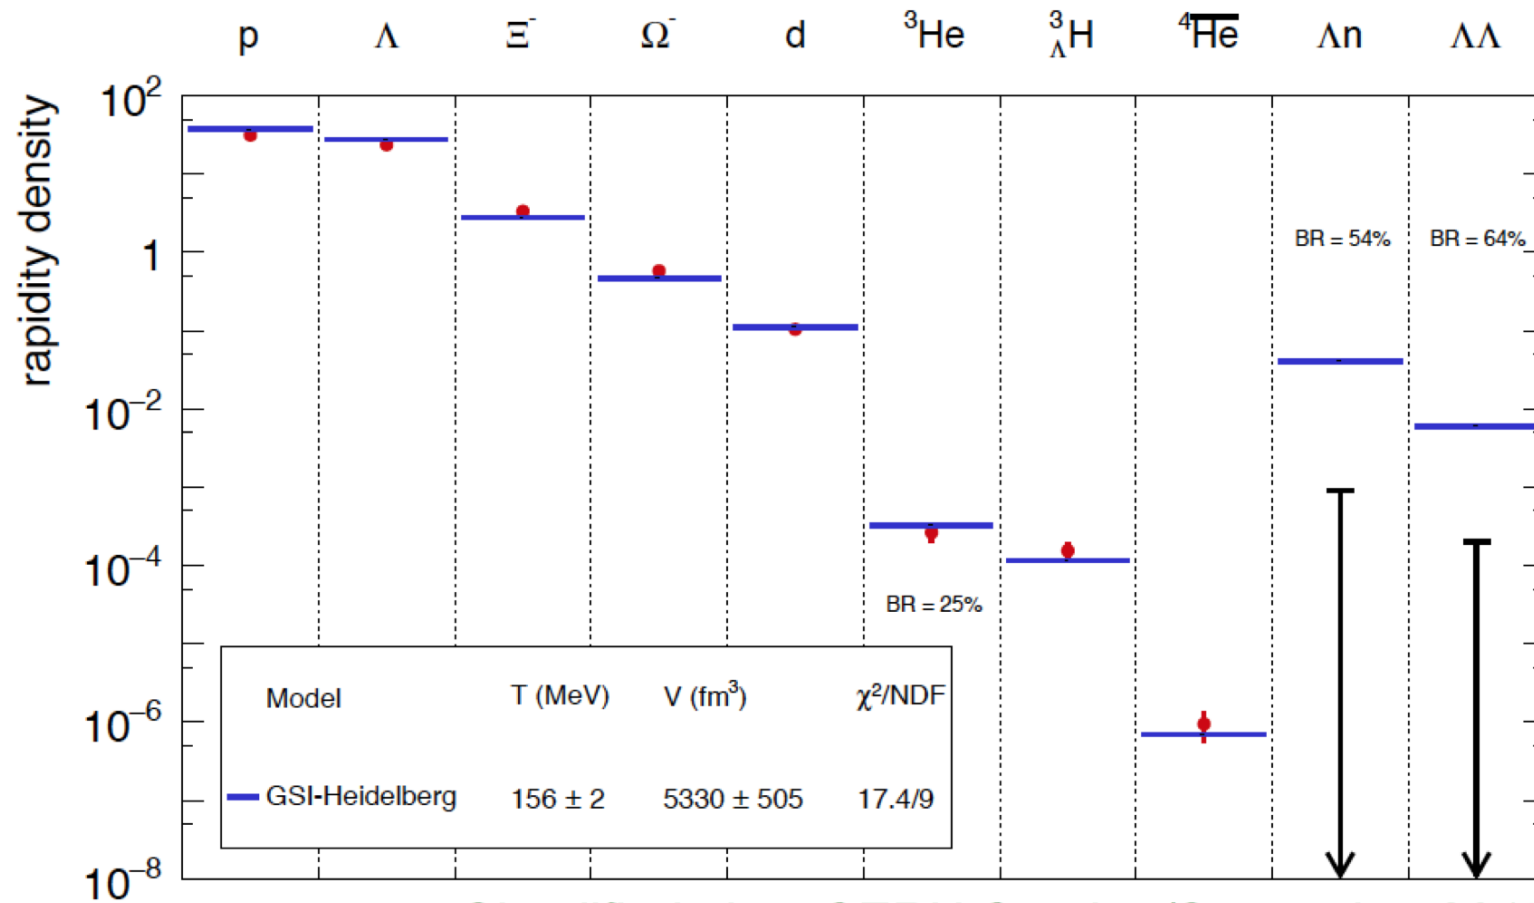 p Λ Ξ⁻ Ω⁻ d ³He ³ΛH ⁴H̅e̅ Λn ΛΛ
rapidity density
10²
1
10⁻²
10⁻⁴
10⁻⁶
10⁻⁸
BR = 54% BR = 64%
BR = 25%
Model T (MeV) V (fm³) χ²/NDF
GSI-Heidelberg 156 ± 2 5330 ± 505 17.4/9